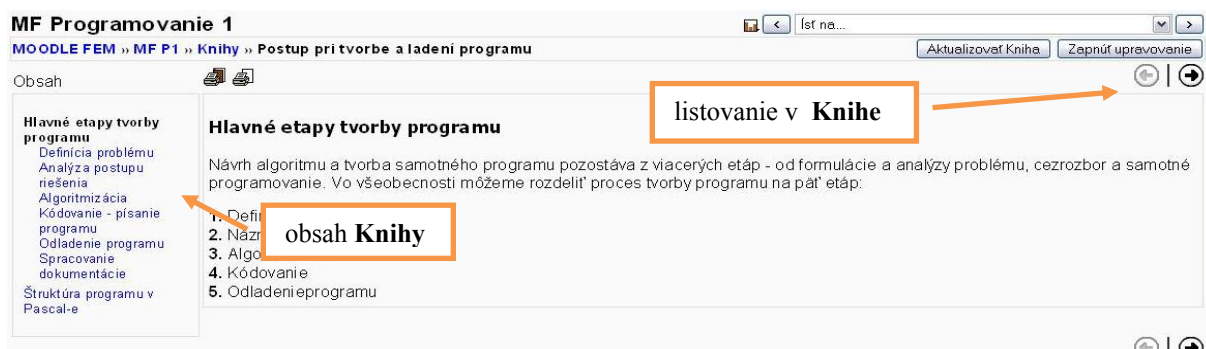 MF Programovanie 1
Ísť na...
MOODLE FEM » MF P1 » Knihy » Postup pri tvorbe a ladení programu
Aktualizovať Kniha Zapnúť upravovanie
Obsah
listovanie v Knihe
Hlavné etapy tvorby
programu
Definícia problému
Analýza postupu
riešenia
Algoritmizácia
Kódovanie - písanie
programu
Odladenie programu
Spracovanie
dokumentácie
Štruktúra programu v
Pascal-e
Hlavné etapy tvorby programu
Návrh algoritmu a tvorba samotného programu pozostáva z viacerých etáp - od formulácie a analýzy problému, cezrozbor a samotné
programovanie. Vo všeobecnosti môžeme rozdeliť proces tvorby programu na päť etáp:
1.
2.
3.
4. Kódovanie
5. Odladenieprogramu
obsah Knihy